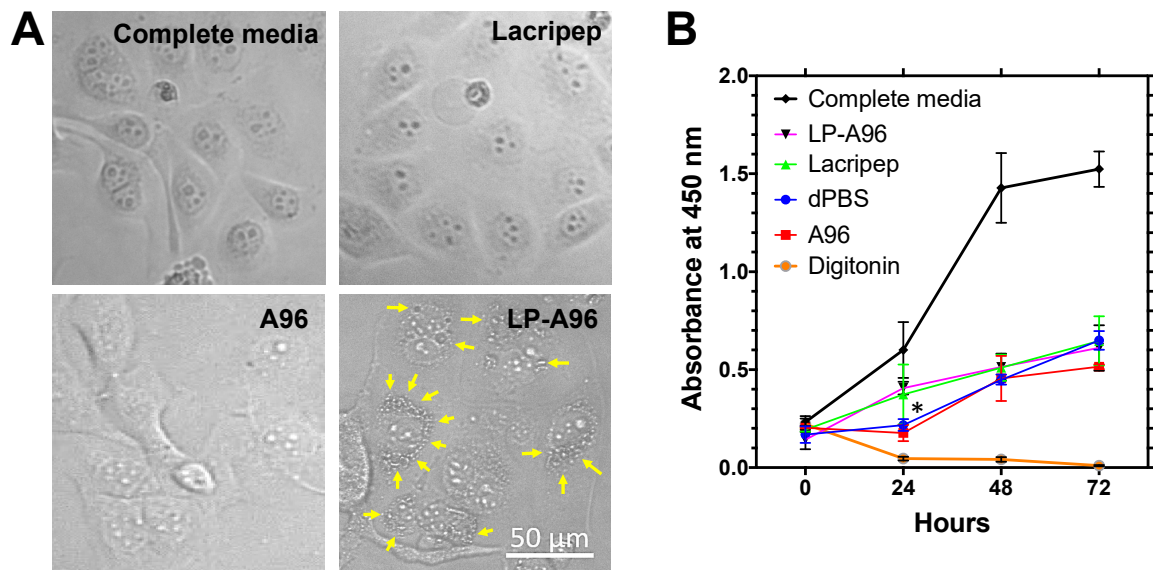 A
Complete media
Lacripep
A96
LP-A96
50 μm
B
Absorbance at 450 nm
2.0
1.5
1.0
0.5
0.0
Complete media
LP-A96
Lacripep
dPBS
A96
Digitonin
*
0 24 48 72
Hours